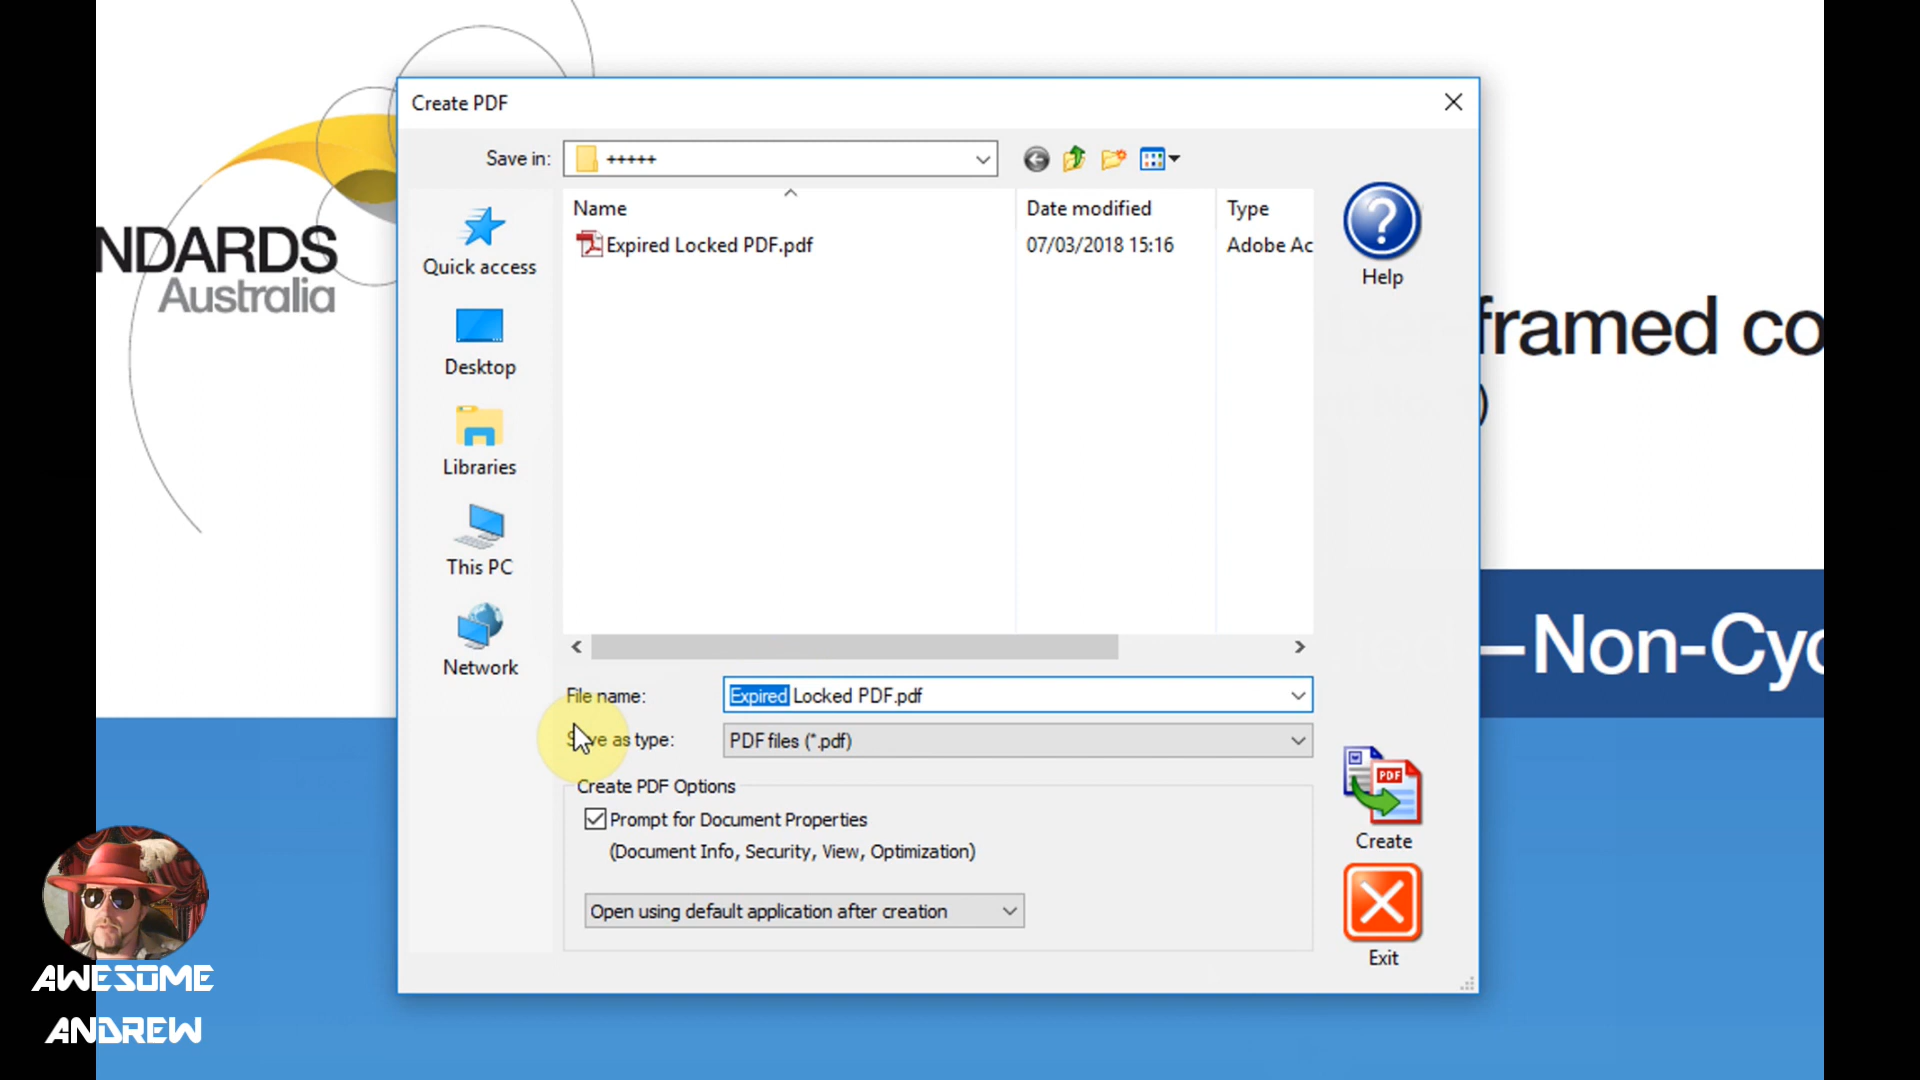 Create PDF
Save in: +++++
Name Date modified Type
Expired Locked PDF.pdf 07/03/2018 15:16 Adobe Ac
Quick access
Desktop
Libraries
This PC
Network
Help
File name: Expired Locked PDF.pdf
Save as type: PDF files (*.pdf)
Create PDF Options
Prompt for Document Properties
(Document Info, Security, View, Optimization)
Open using default application after creation
PDF
Create
Exit
NDARDS
Australia
framed co
)
—Non-Cyc
AWESOME
ANDREW